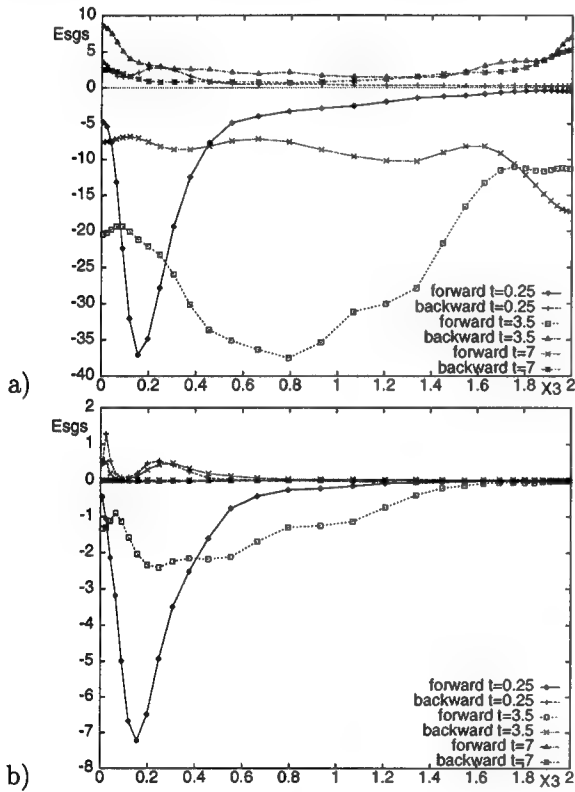 Esgs
10
5
0
-5
-10
-15
-20
-25
-30
-35
-40
forward t=0.25
backward t=0.25
forward t=3.5
backward t=3.5
forward t=7
backward t=7
0 0.2 0.4 0.6 0.8 1 1.2 1.4 1.6 X3 2
a)
Esgs
2
1
0
-1
-2
-3
-4
-5
-6
-7
-8
forward t=0.25
backward t=0.25
forward t=3.5
backward t=3.5
forward t=7
backward t=7
0 0.2 0.4 0.6 0.8 1 1.2 1.4 1.6 1.8 X3 2
b)